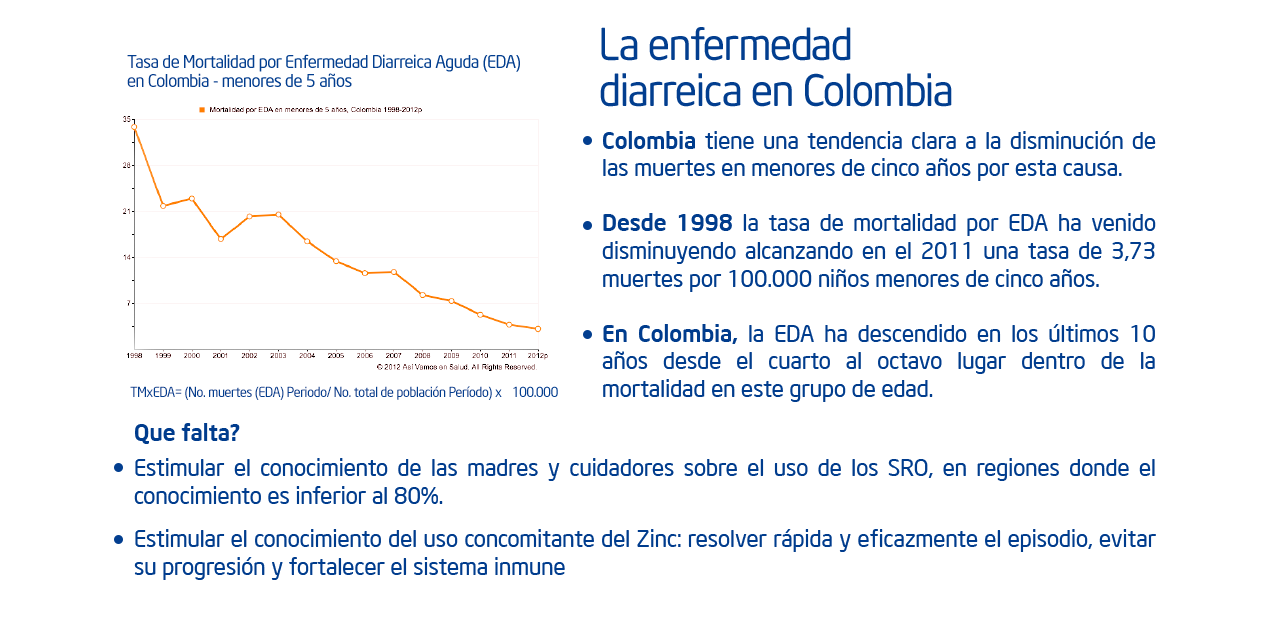 Tasa de Mortalidad por Enfermedad Diarreica Aguda (EDA)
en Colombia - menores de 5 años
Mortalidad por EDA en menores de 5 años, Colombia 1998-2012p
35
28
21
14
7
1998 1999 2000 2001 2002 2003 2004 2005 2006 2007 2008 2009 2010 2011 2012p
© 2012 Así Vamos en Salud. All Rights Reserved.
TMxEDA= (No. muertes (EDA) Periodo/ No. total de población Período) x 100.000
La enfermedad
diarreica en Colombia
• Colombia tiene una tendencia clara a la disminución de
las muertes en menores de cinco años por esta causa.
• Desde 1998 la tasa de mortalidad por EDA ha venido
disminuyendo alcanzando en el 2011 una tasa de 3,73
muertes por 100.000 niños menores de cinco años.
• En Colombia, la EDA ha descendido en los últimos 10
años desde el cuarto al octavo lugar dentro de la
mortalidad en este grupo de edad.
Que falta?
• Estimular el conocimiento de las madres y cuidadores sobre el uso de los SRO, en regiones donde el
conocimiento es inferior al 80%.
• Estimular el conocimiento del uso concomitante del Zinc: resolver rápida y eficazmente el episodio, evitar
su progresión y fortalecer el sistema inmune